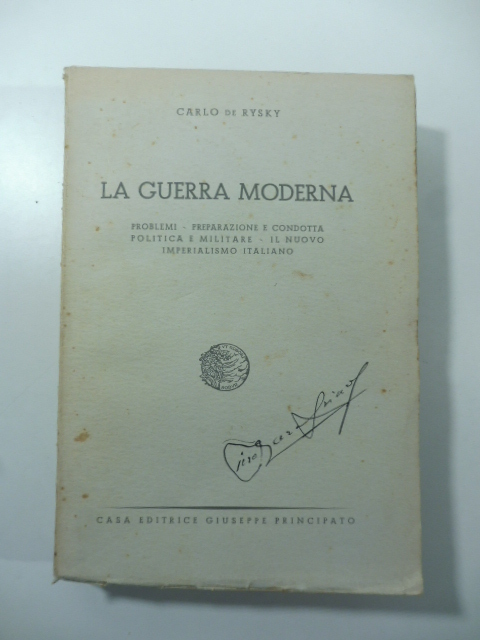 CARLO DE RYSKY
LA GUERRA MODERNA
PROBLEMI - PREPARAZIONE E CONDOTTA
POLITICA E MILITARE - IL NUOVO
IMPERIALISMO ITALIANO
CASA EDITRICE GIUSEPPE PRINCIPATO